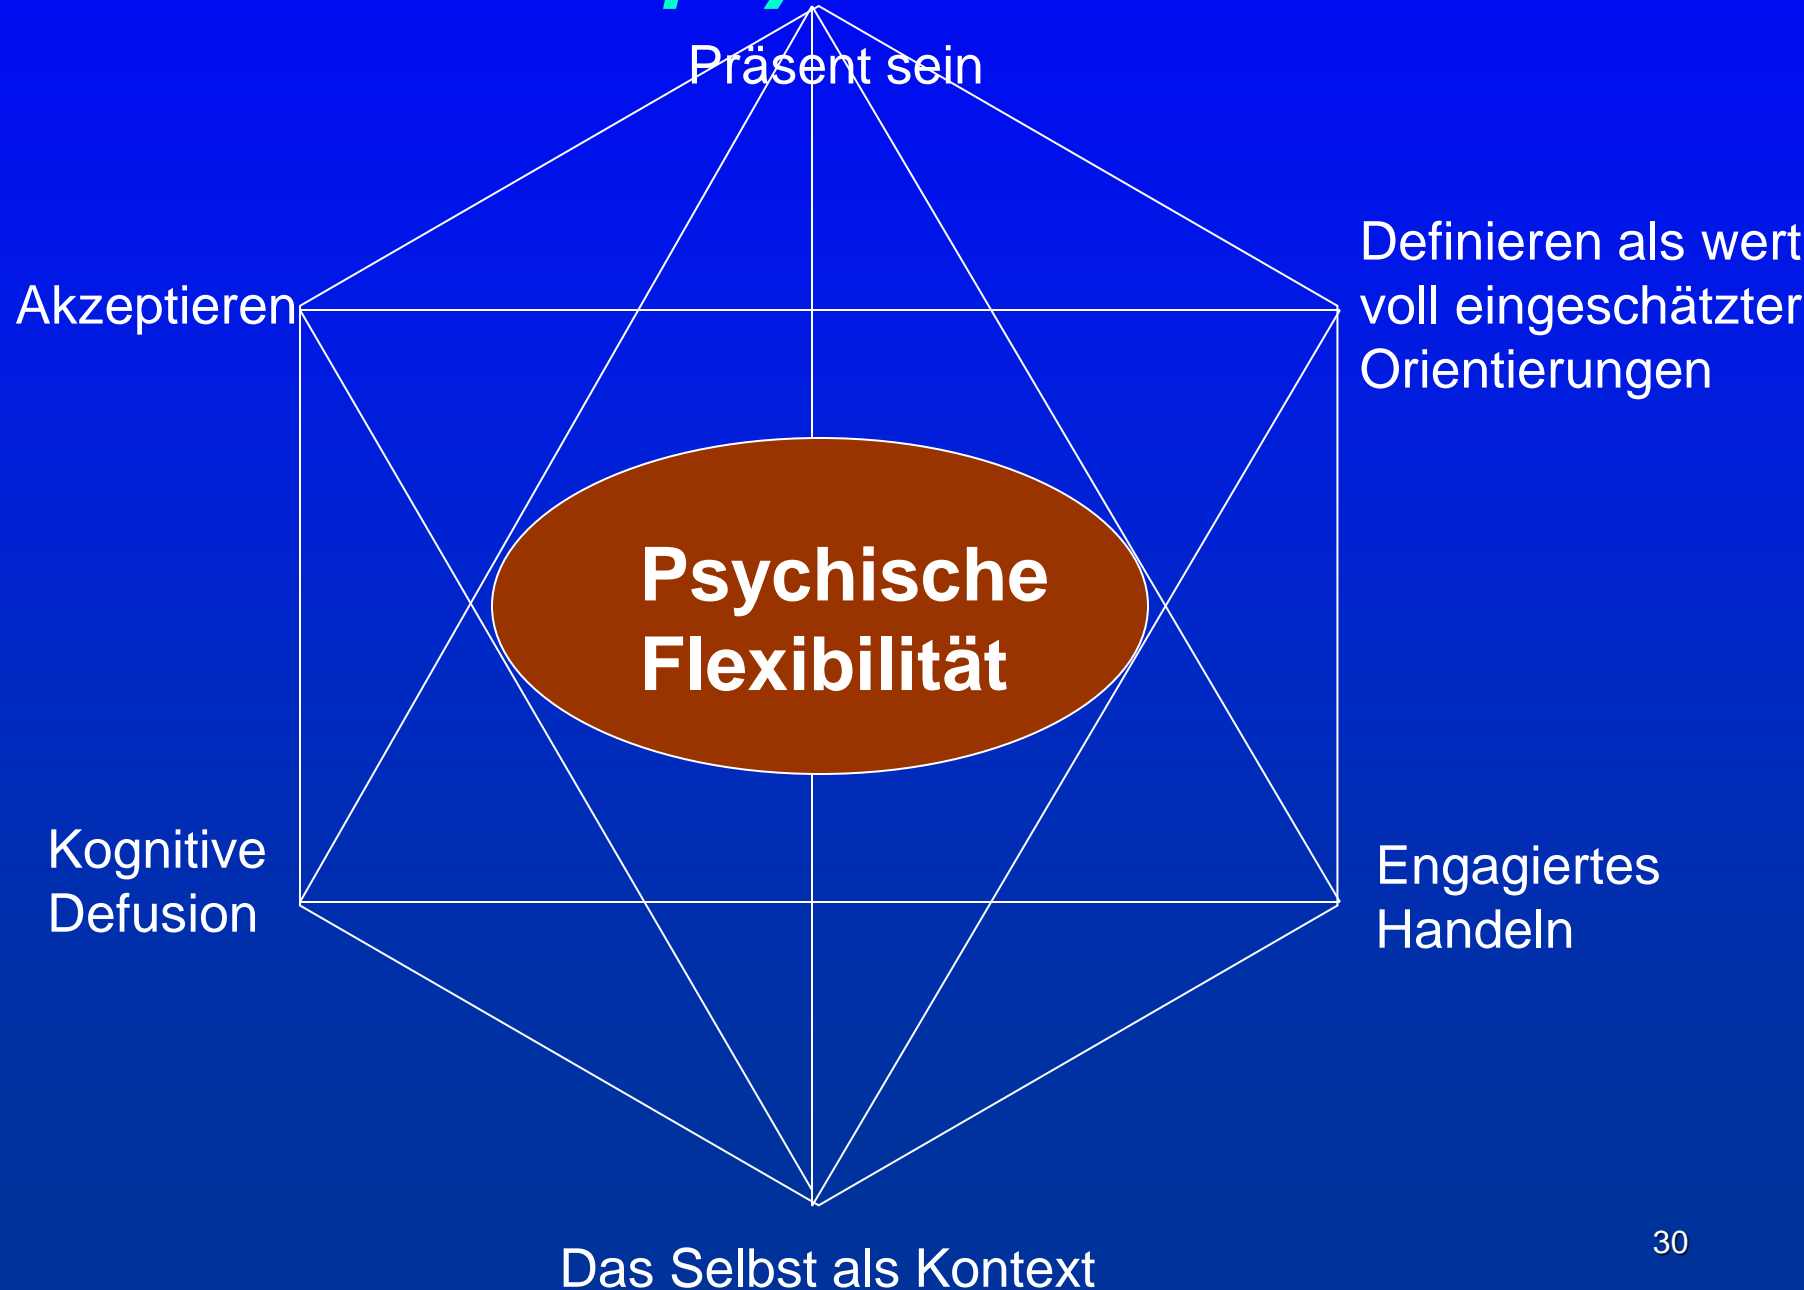 Präsent sein
Definieren als wert
voll eingeschätzter
Orientierungen
Akzeptieren
Psychische
Flexibilität
Kognitive
Defusion
Engagiertes
Handeln
Das Selbst als Kontext
30